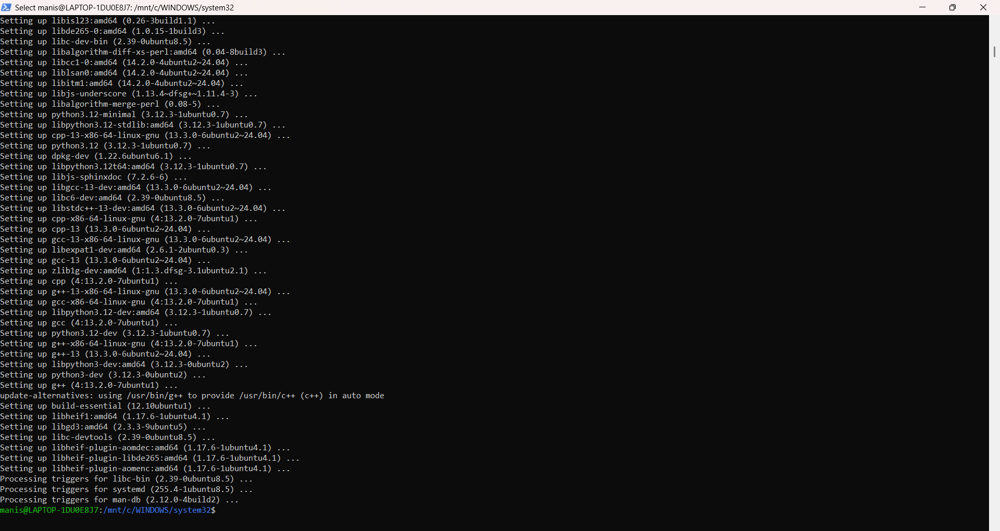 Select manis@LAPTOP-1DU0E8J7: /mnt/c/WINDOWS/system32
Setting up libisl23:amd64 (0.26-3build1.1) ...
Setting up libde265-0:amd64 (1.0.15-1build3) ...
Setting up libc-dev-bin (2.39-0ubuntu8.5) ...
Setting up libalgorithm-diff-xs-perl:amd64 (0.04-8build3) ...
Setting up libcc1-0:amd64 (14.2.0-4ubuntu2~24.04) ...
Setting up liblsan0:amd64 (14.2.0-4ubuntu2~24.04) ...
Setting up libitm1:amd64 (14.2.0-4ubuntu2~24.04) ...
Setting up libjs-underscore (1.13.4~dfsg+~1.11.4-3) ...
Setting up libalgorithm-merge-perl (0.08-5) ...
Setting up python3.12-minimal (3.12.3-1ubuntu0.7) ...
Setting up libpython3.12-stdlib:amd64 (3.12.3-1ubuntu0.7) ...
Setting up cpp-13-x86-64-linux-gnu (13.3.0-6ubuntu2~24.04) ...
Setting up python3.12 (3.12.3-1ubuntu0.7) ...
Setting up dpkg-dev (1.22.6ubuntu6.1) ...
Setting up libpython3.12t64:amd64 (3.12.3-1ubuntu0.7) ...
Setting up libjs-sphinxdoc (7.2.6-6) ...
Setting up libgcc-13-dev:amd64 (13.3.0-6ubuntu2~24.04) ...
Setting up libc6-dev:amd64 (2.39-0ubuntu8.5) ...
Setting up libstdc++-13-dev:amd64 (13.3.0-6ubuntu2~24.04) ...
Setting up cpp-x86-64-linux-gnu (4:13.2.0-7ubuntu1) ...
Setting up cpp-13 (13.3.0-6ubuntu2~24.04) ...
Setting up gcc-13-x86-64-linux-gnu (13.3.0-6ubuntu2~24.04) ...
Setting up libexpat1-dev:amd64 (2.6.1-2ubuntu0.3) ...
Setting up gcc-13 (13.3.0-6ubuntu2~24.04) ...
Setting up zlib1g-dev:amd64 (1:1.3.dfsg-3.1ubuntu2.1) ...
Setting up cpp (4:13.2.0-7ubuntu1) ...
Setting up g++-13-x86-64-linux-gnu (13.3.0-6ubuntu2~24.04) ...
Setting up gcc-x86-64-linux-gnu (4:13.2.0-7ubuntu1) ...
Setting up libpython3.12-dev:amd64 (3.12.3-1ubuntu0.7) ...
Setting up gcc (4:13.2.0-7ubuntu1) ...
Setting up python3.12-dev (3.12.3-1ubuntu0.7) ...
Setting up g++-x86-64-linux-gnu (4:13.2.0-7ubuntu1) ...
Setting up g++-13 (13.3.0-6ubuntu2~24.04) ...
Setting up libpython3-dev:amd64 (3.12.3-0ubuntu2) ...
Setting up python3-dev (3.12.3-0ubuntu2) ...
Setting up g++ (4:13.2.0-7ubuntu1) ...
update-alternatives: using /usr/bin/g++ to provide /usr/bin/c++ (c++) in auto mode
Setting up build-essential (12.10ubuntu1) ...
Setting up libheif1:amd64 (1.17.6-1ubuntu4.1) ...
Setting up libgd3:amd64 (2.3.3-9ubuntu5) ...
Setting up libc-devtools (2.39-0ubuntu8.5) ...
Setting up libheif-plugin-aomdec:amd64 (1.17.6-1ubuntu4.1) ...
Setting up libheif-plugin-libde265:amd64 (1.17.6-1ubuntu4.1) ...
Setting up libheif-plugin-aomenc:amd64 (1.17.6-1ubuntu4.1) ...
Processing triggers for libc-bin (2.39-0ubuntu8.5) ...
Processing triggers for systemd (255.4-1ubuntu8.5) ...
Processing triggers for man-db (2.12.0-4build2) ...
manis@LAPTOP-1DU0E8J7:/mnt/c/WINDOWS/system32$